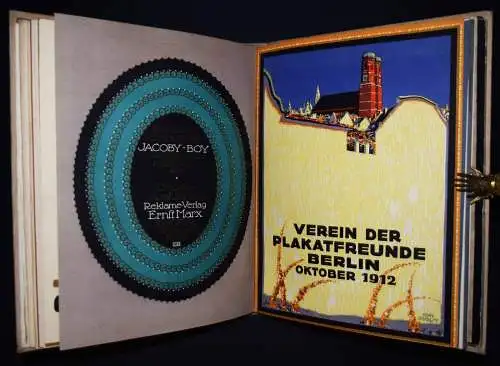 JACOBY-BOY
Reklame Verlag
Ernst Marx
VEREIN DER
PLAKATFREUNDE
BERLIN
OKTOBER 1912